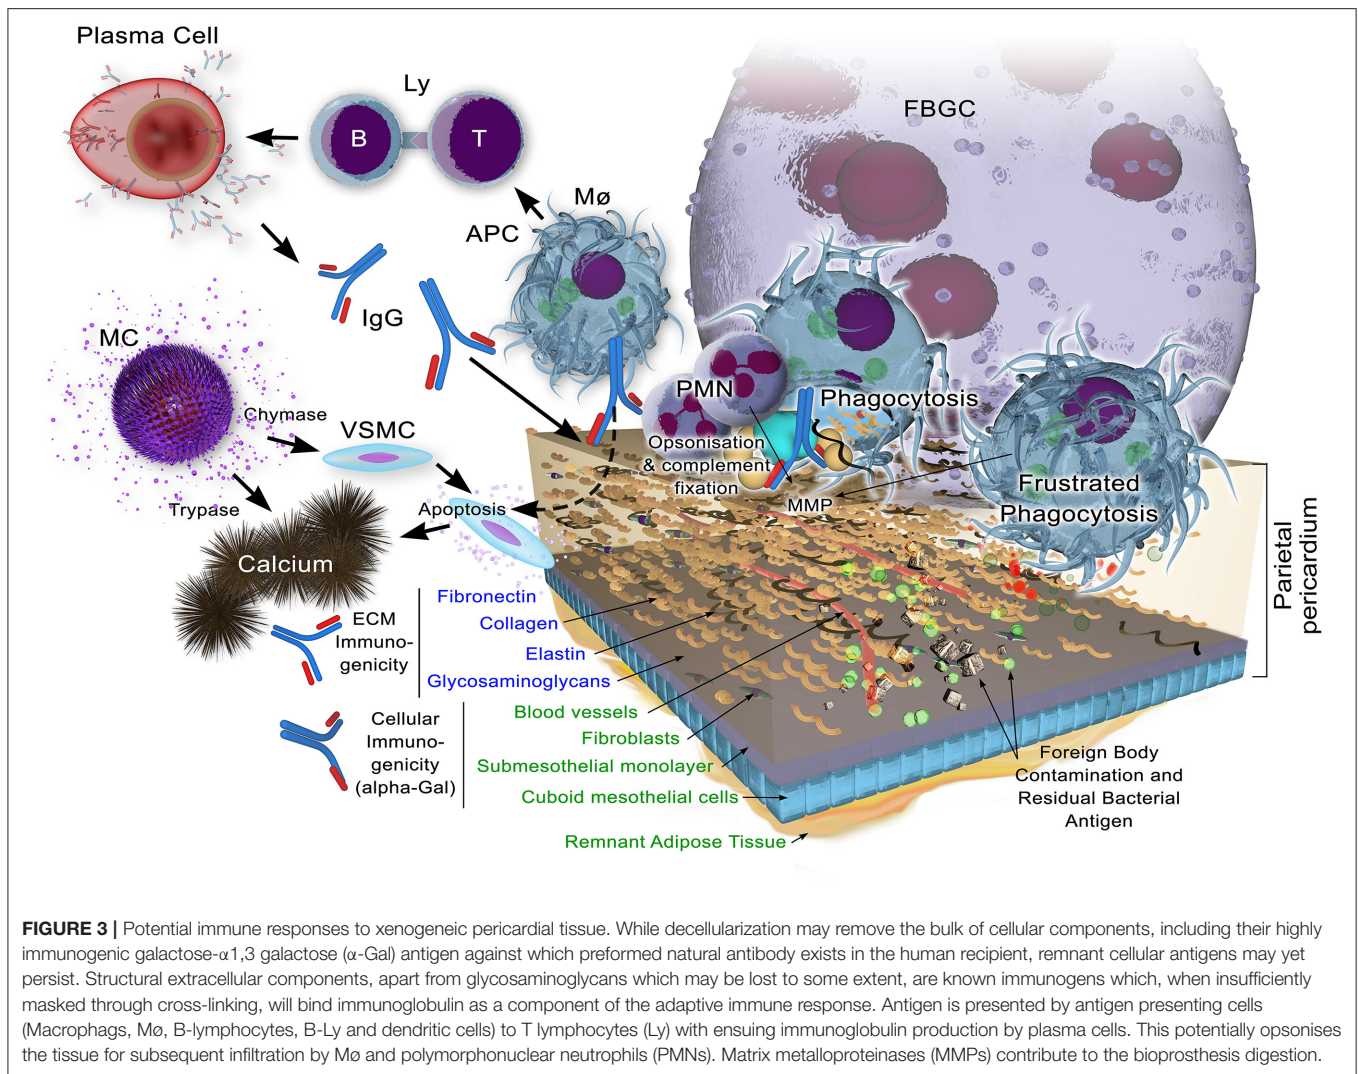 Plasma Cell
Ly
B
T
FBGC
Mø
APC
IgG
MC
PMN
Phagocytosis
Chymase
VSMC
Opsonisation
& complement
fixation
Frustrated
Phagocytosis
MMP
Trypase
Apoptosis
Calcium
Parietal
pericardium
ECM
Immuno-
genicity
Fibronectin
Collagen
Elastin
Glycosaminoglycans
Cellular
Immuno-
genicity
(alpha-Gal)
Blood vessels
Fibroblasts
Submesothelial monolayer
Cuboid mesothelial cells
Remnant Adipose Tissue
Foreign Body
Contamination and
Residual Bacterial
Antigen
FIGURE 3 | Potential immune responses to xenogeneic pericardial tissue. While decellularization may remove the bulk of cellular components, including their highly
immunogenic galactose-α1,3 galactose (α-Gal) antigen against which preformed natural antibody exists in the human recipient, remnant cellular antigens may yet
persist. Structural extracellular components, apart from glycosaminoglycans which may be lost to some extent, are known immunogens which, when insufficiently
masked through cross-linking, will bind immunoglobulin as a component of the adaptive immune response. Antigen is presented by antigen presenting cells
(Macrophags, Mø, B-lymphocytes, B-Ly and dendritic cells) to T lymphocytes (Ly) with ensuing immunoglobulin production by plasma cells. This potentially opsonises
the tissue for subsequent infiltration by Mø and polymorphonuclear neutrophils (PMNs). Matrix metalloproteinases (MMPs) contribute to the bioprosthesis digestion.